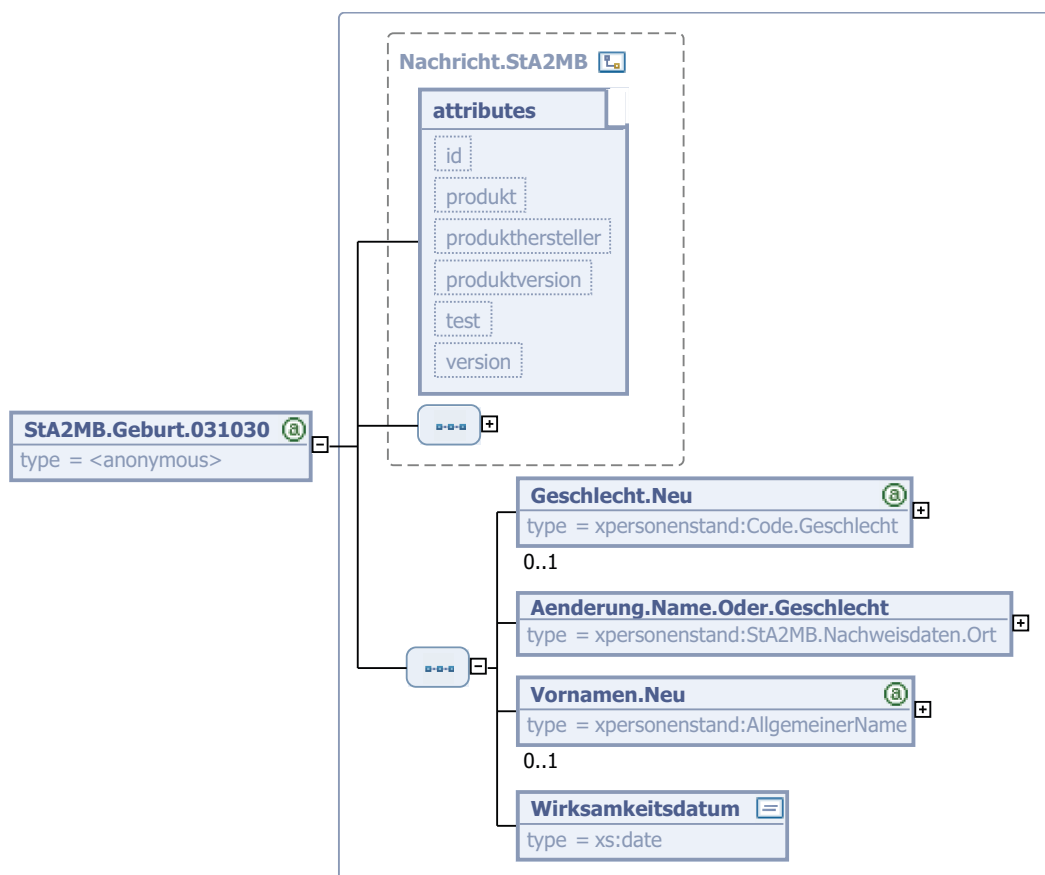 Nachricht.StA2MB
attributes
id
produkt
produkthersteller
produktversion
test
version
StA2MB.Geburt.031030 @
type = <anonymous>
Geschlecht.Neu @
type = xpersonenstand:Code.Geschlecht
0..1
Aenderung.Name.Oder.Geschlecht
type = xpersonenstand:StA2MB.Nachweisdaten.Ort
Vornamen.Neu @
type = xpersonenstand:AllgemeinerName
0..1
Wirksamkeitsdatum
type = xs:date